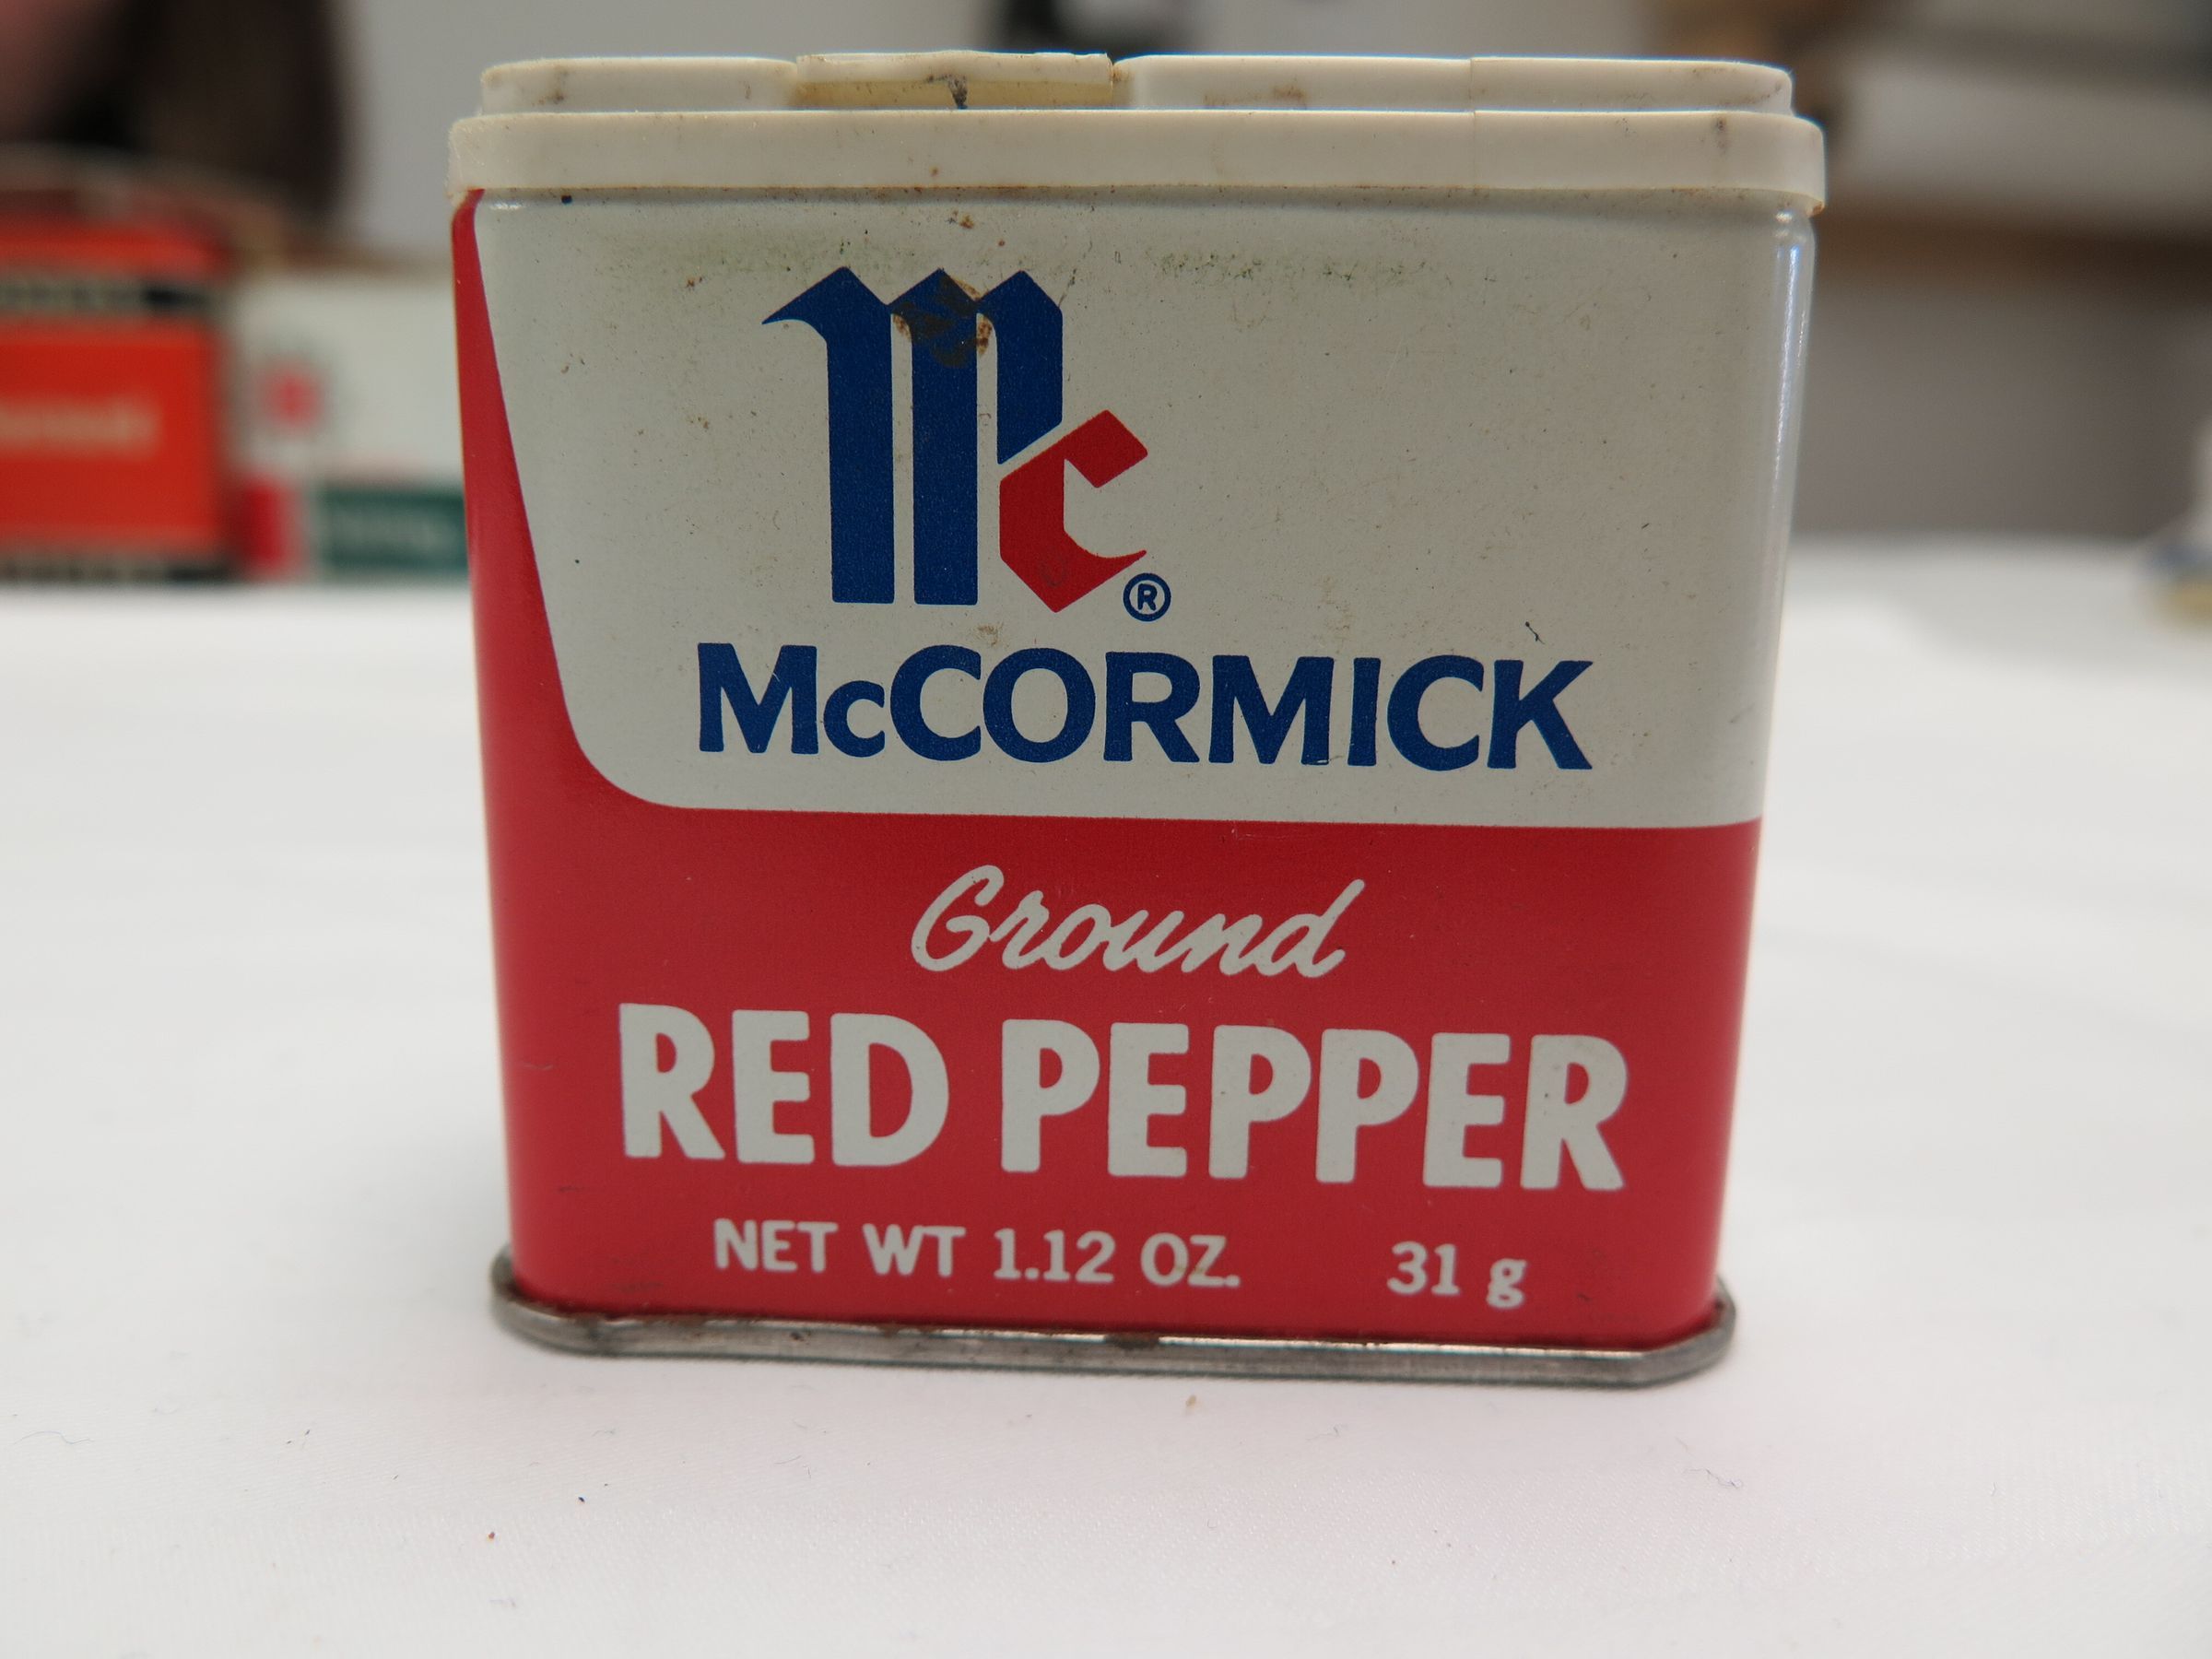 Mc®
McCORMICK
Ground
RED PEPPER
NET WT 1.12 OZ. 31 g